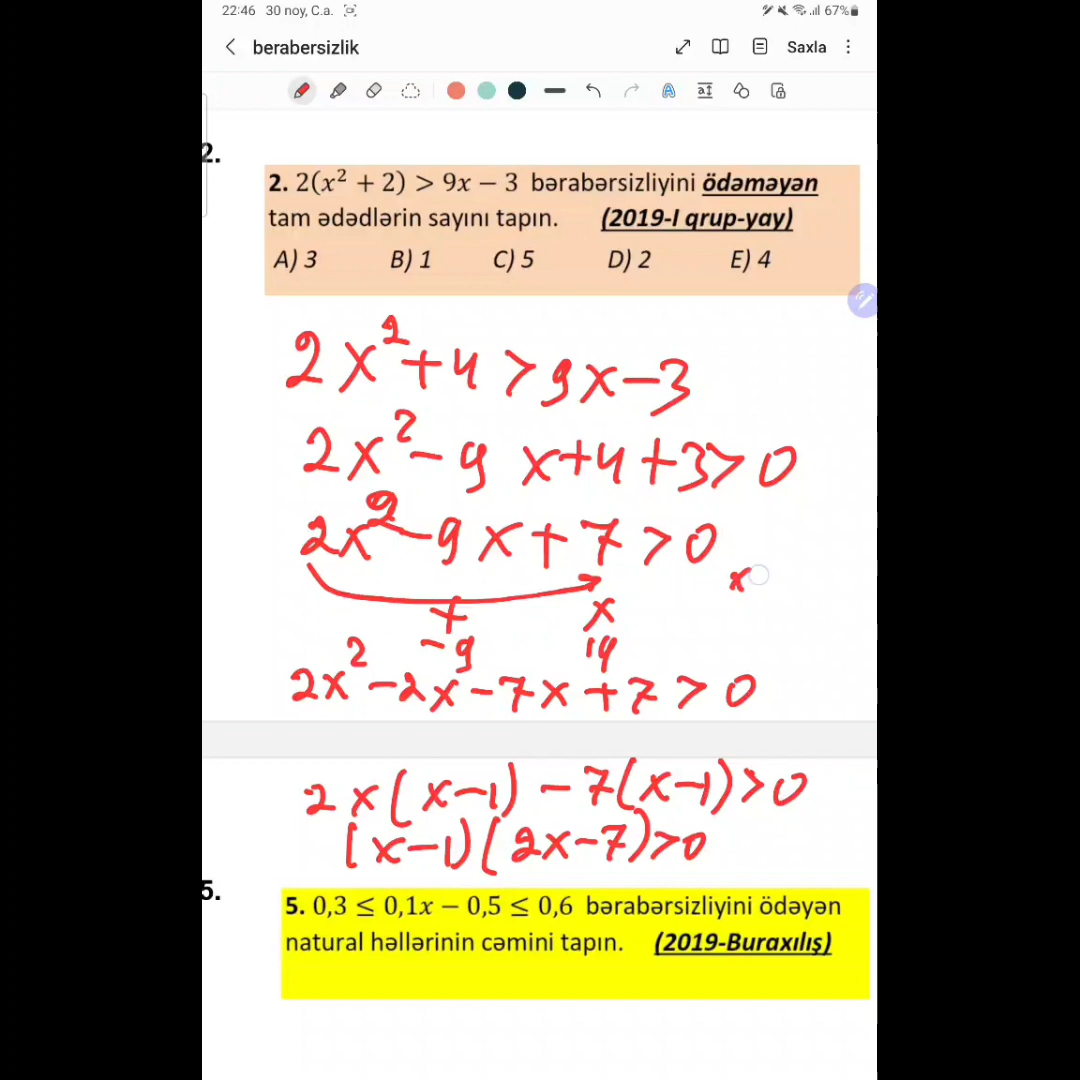 22:46 30 noy, C.a. 67%
berabersizlik Saxla
2.
2. 2(x² + 2) > 9x − 3 bərabərsizliyini ödəməyən
tam ədədlərin sayını tapın. (2019-I qrup-yay)
A) 3 B) 1 C) 5 D) 2 E) 4
2x²+4>9x-3
2x²-9x+4+3>0
2x²-9x+7>0
x
+ x
-9 14
2x²-2x-7x+7>0
2x(x-1)-7(x-1)>0
(x-1)(2x-7)>0
5.
5. 0,3 ≤ 0,1x − 0,5 ≤ 0,6 bərabərsizliyini ödəyən
natural həllərinin cəmini tapın. (2019-Buraxılış)